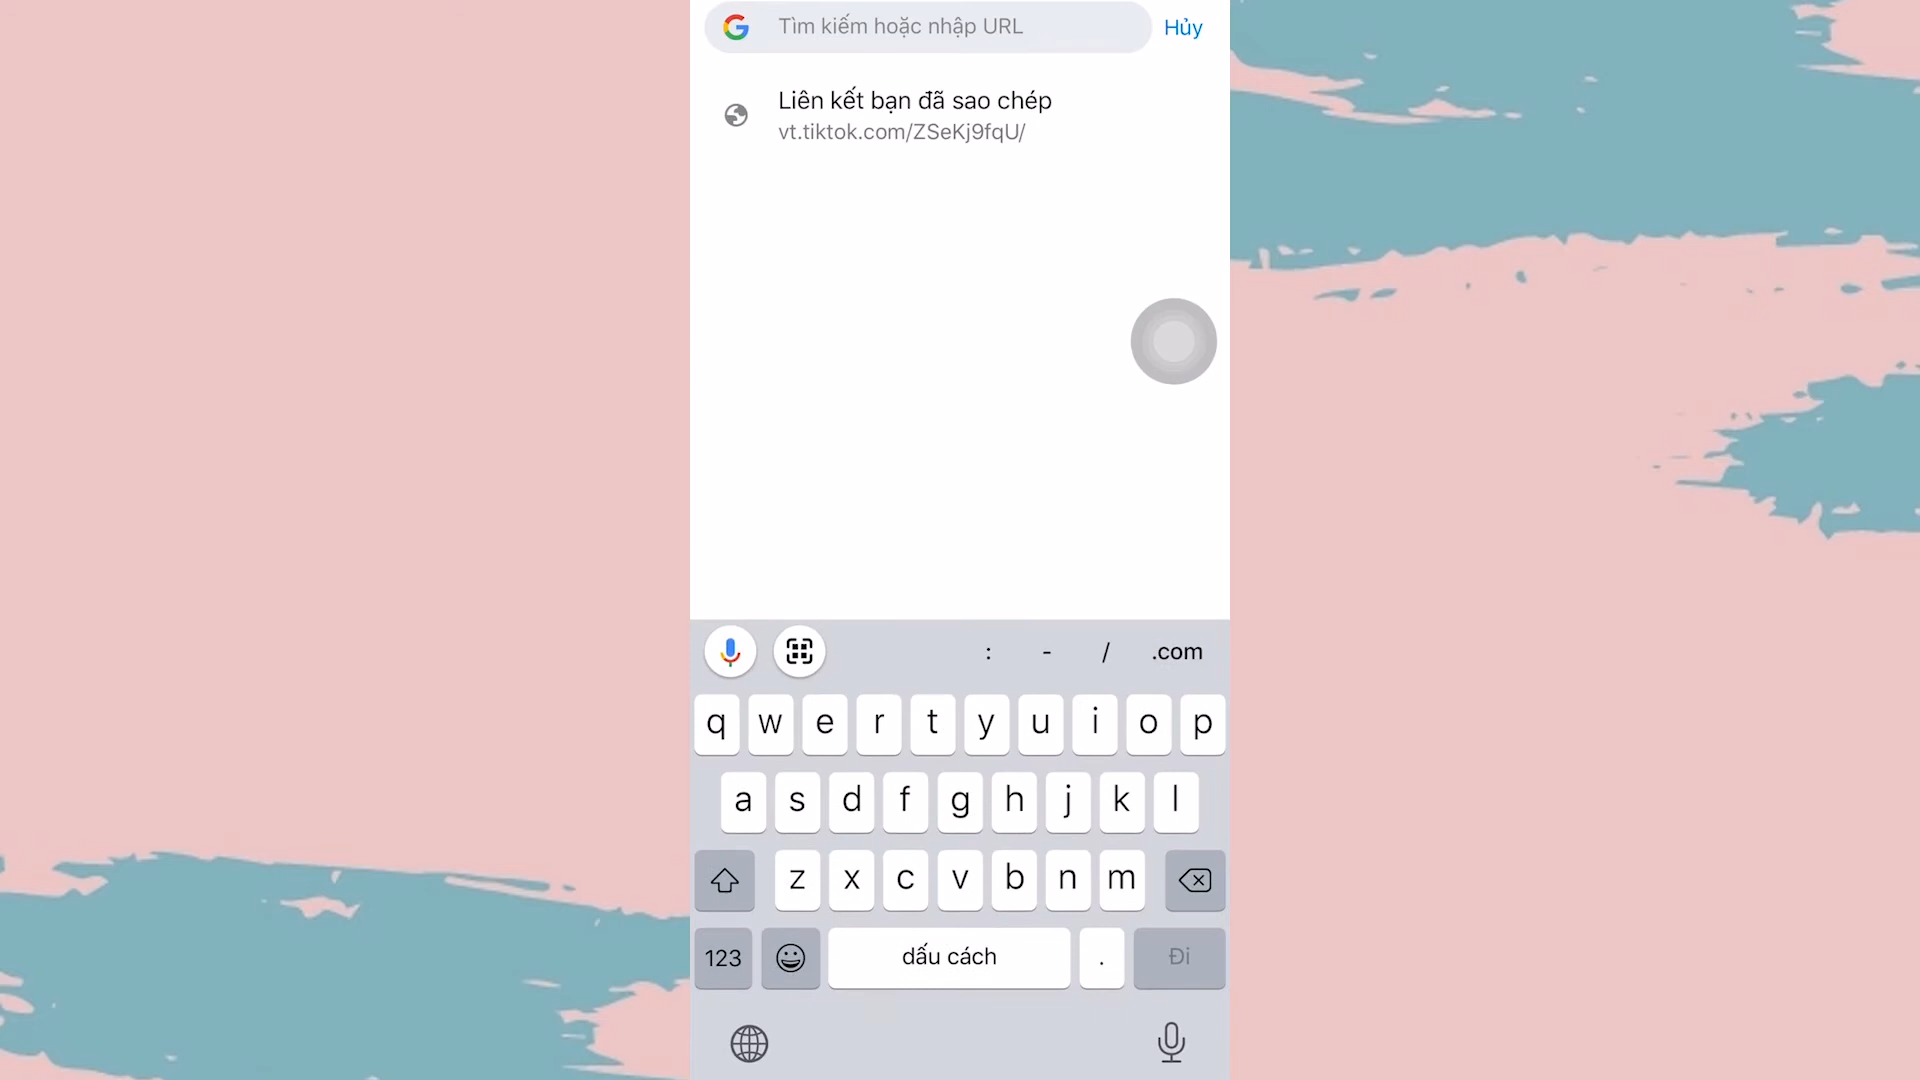 Tìm kiếm hoặc nhập URL Hủy
Liên kết bạn đã sao chép
vt.tiktok.com/ZSeKj9fqU/
: - / .com
q w e r t y u i o p
a s d f g h j k l
z x c v b n m
123 dấu cách . Đi